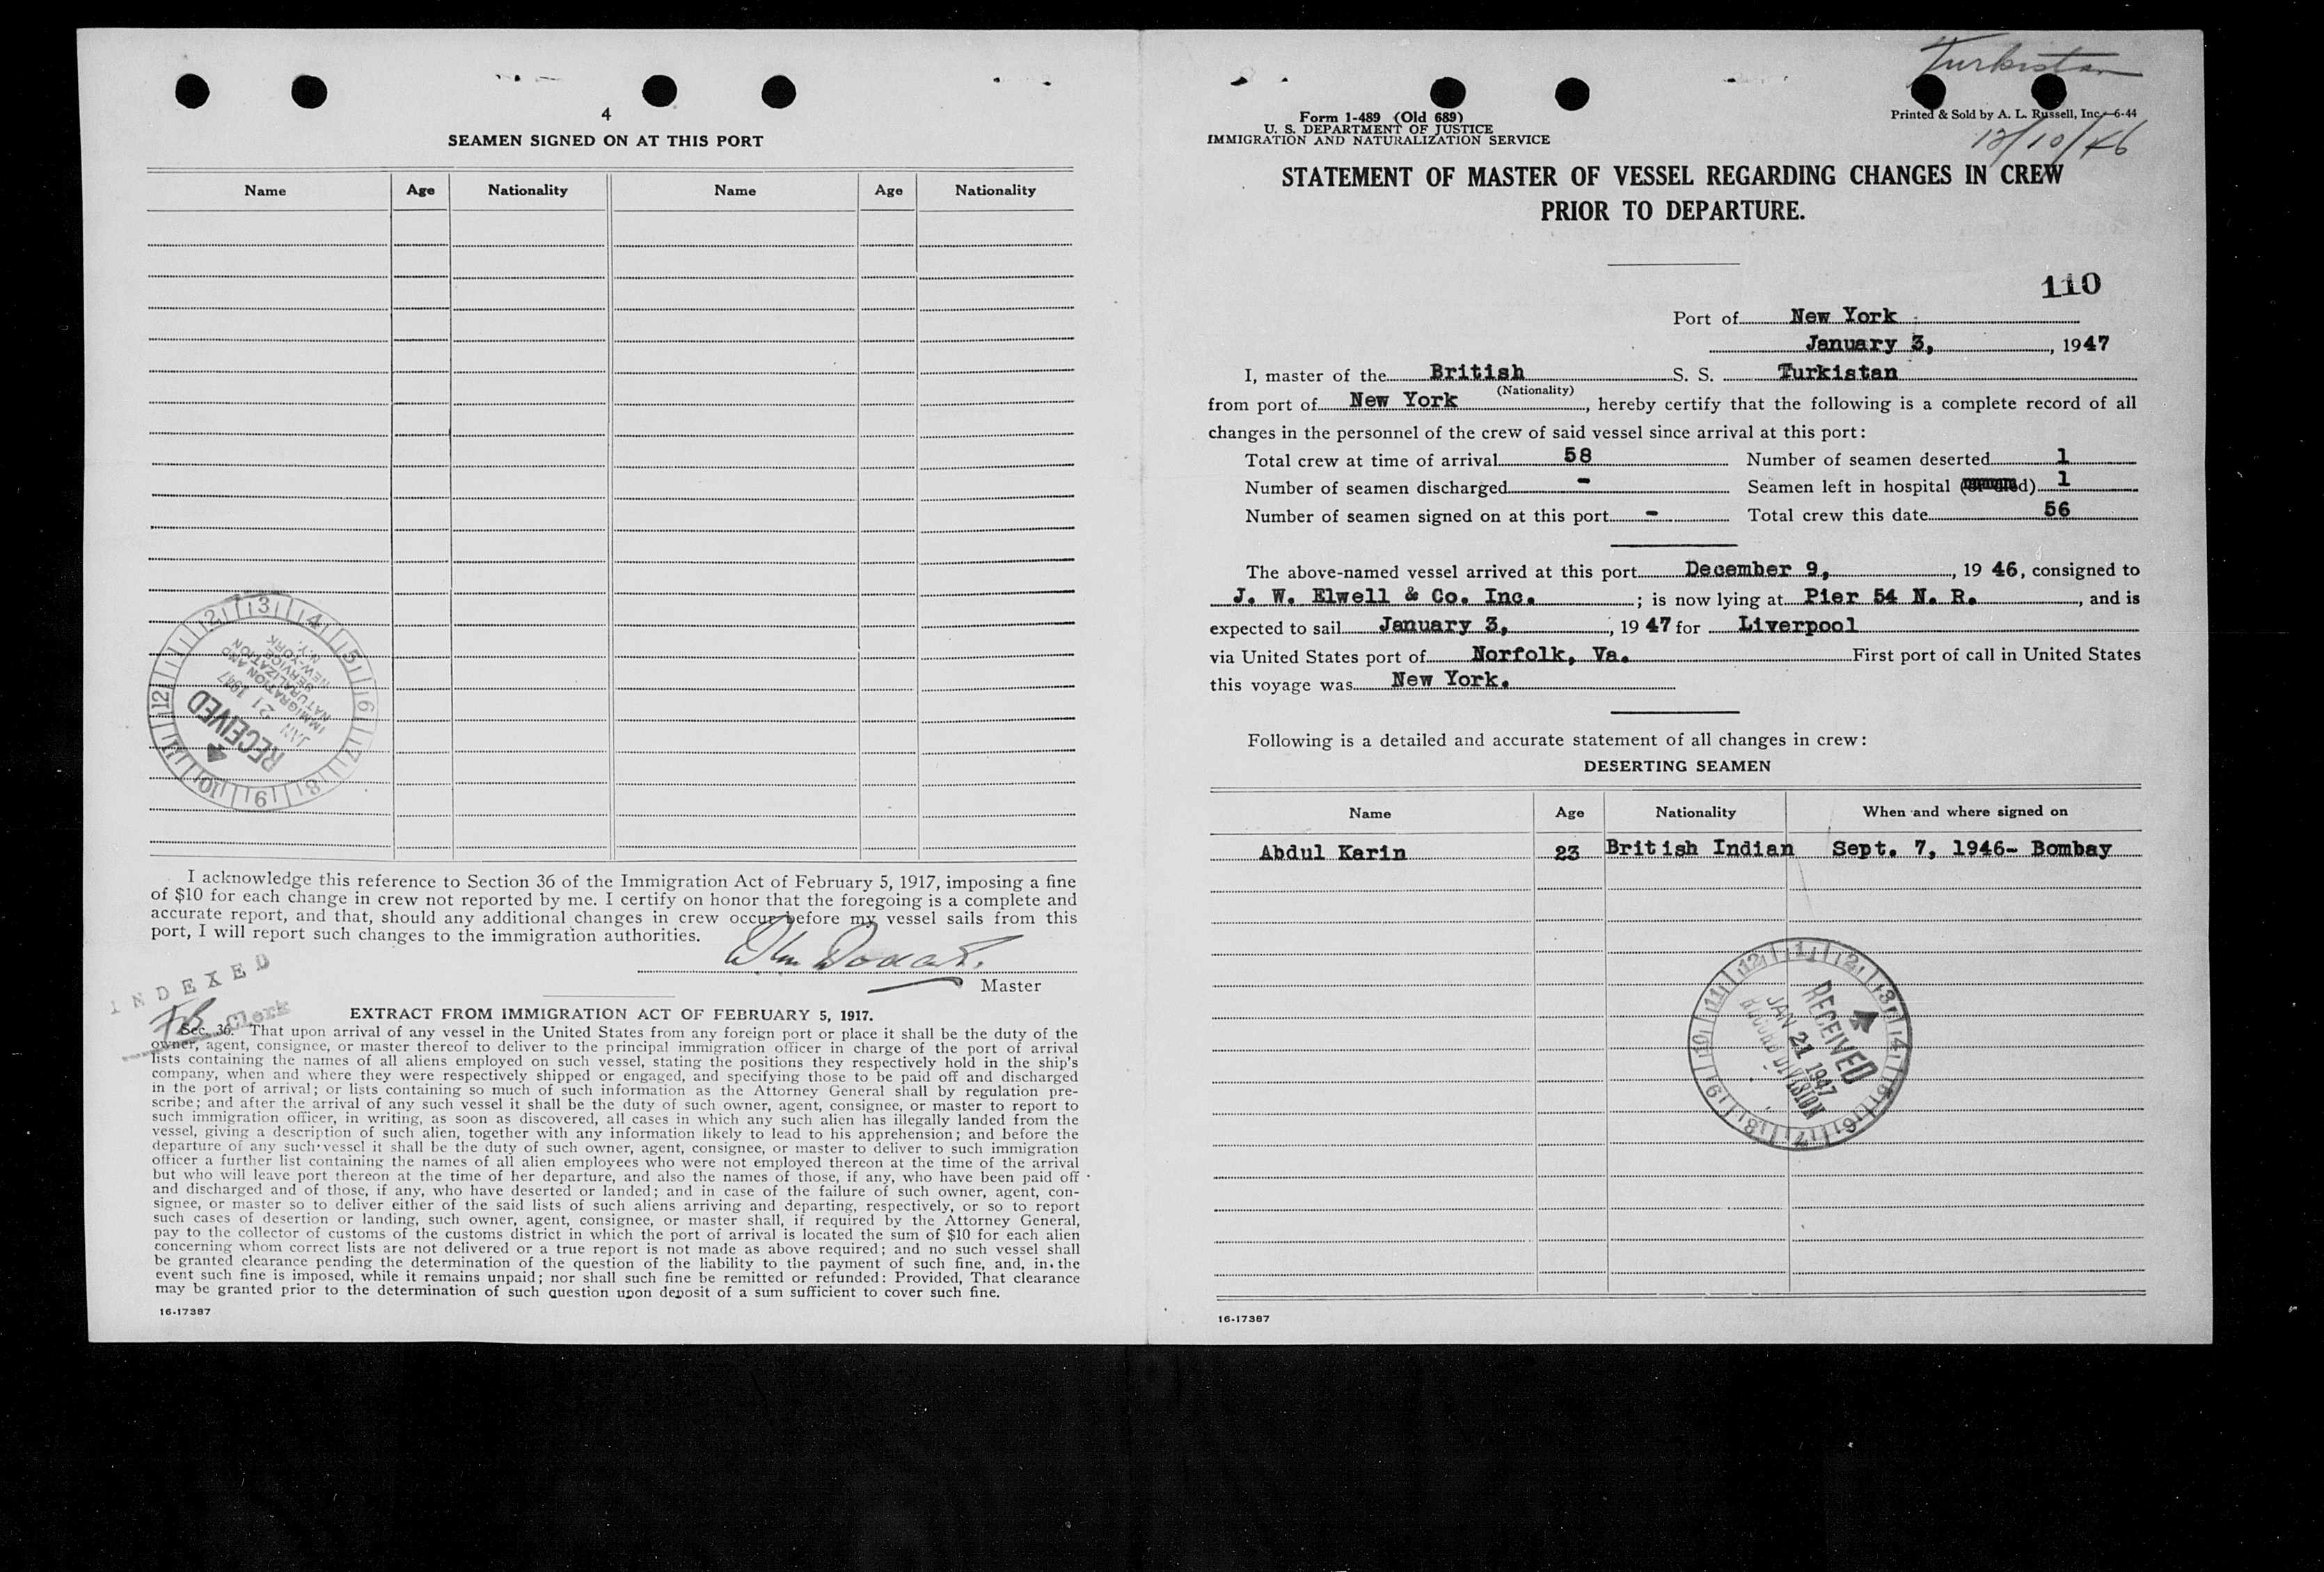 4
SEAMEN SIGNED ON AT THIS PORT
Name Age Nationality Name Age Nationality
3 4 5 6 7 8 9 10 11 12 1 2
IMMIGRATION AND
NATURALIZATION
SERVICE
NEW-YORK, N.Y.
JAN 21 1947
RECEIVED
I acknowledge this reference to Section 36 of the Immigration Act of February 5, 1917, imposing a fine
of $10 for each change in crew not reported by me. I certify on honor that the foregoing is a complete and
accurate report, and that, should any additional changes in crew occur before my vessel sails from this
port, I will report such changes to the immigration authorities.
Master
INDEXED
Clerk
EXTRACT FROM IMMIGRATION ACT OF FEBRUARY 5, 1917.
Sec. 36. That upon arrival of any vessel in the United States from any foreign port or place it shall be the duty of the
owner, agent, consignee, or master thereof to deliver to the principal immigration officer in charge of the port of arrival
lists containing the names of all aliens employed on such vessel, stating the positions they respectively hold in the ship's
company, when and where they were respectively shipped or engaged, and specifying those to be paid off and discharged
in the port of arrival; or lists containing so much of such information as the Attorney General shall by regulation pre-
scribe; and after the arrival of any such vessel it shall be the duty of such owner, agent, consignee, or master to report to
such immigration officer, in writing, as soon as discovered, all cases in which any such alien has illegally landed from the
vessel, giving a description of such alien, together with any information likely to lead to his apprehension; and before the
departure of any such vessel it shall be the duty of such owner, agent, consignee, or master to deliver to such immigration
officer a further list containing the names of all alien employees who were not employed thereon at the time of the arrival
but who will leave port thereon at the time of her departure, and also the names of those, if any, who have been paid off
and discharged and of those, if any, who have deserted or landed; and in case of the failure of such owner, agent, con-
signee, or master so to deliver either of the said lists of such aliens arriving and departing, respectively, or so to report
such cases of desertion or landing, such owner, agent, consignee, or master shall, if required by the Attorney General,
pay to the collector of customs of the customs district in which the port of arrival is located the sum of $10 for each alien
concerning whom correct lists are not delivered or a true report is not made as above required; and no such vessel shall
be granted clearance pending the determination of the question of the liability to the payment of such fine, and, in the
event such fine is imposed, while it remains unpaid; nor shall such fine be remitted or refunded: Provided, That clearance
may be granted prior to the determination of such question upon deposit of a sum sufficient to cover such fine.
16-17387
Turkistan
Form 1-489 (Old 689)
U. S. DEPARTMENT OF JUSTICE
IMMIGRATION AND NATURALIZATION SERVICE
Printed & Sold by A. L. Russell, Inc. 6-44
12/10/46
STATEMENT OF MASTER OF VESSEL REGARDING CHANGES IN CREW
PRIOR TO DEPARTURE.
110
Port of New York
January 3, 1947
I, master of the British S. S. Turkistan
(Nationality)
from port of New York, hereby certify that the following is a complete record of all
changes in the personnel of the crew of said vessel since arrival at this port:
Total crew at time of arrival 58 Number of seamen deserted 1
Number of seamen discharged - Seamen left in hospital (or died) 1
Number of seamen signed on at this port - Total crew this date 56
The above-named vessel arrived at this port December 9, 1946, consigned to
J. W. Elwell & Co. Inc. ; is now lying at Pier 54 N. R. , and is
expected to sail January 3, 1947 for Liverpool
via United States port of Norfolk, Va. First port of call in United States
this voyage was New York.
Following is a detailed and accurate statement of all changes in crew:
DESERTING SEAMEN
Name Age Nationality When and where signed on
Abdul Karin 23 British Indian Sept. 7, 1946- Bombay
12 1 2 3 4 5 6 7 8 9 10 11
RECEIVED
JAN 21 1947
RECORD DIVISION
16-17387